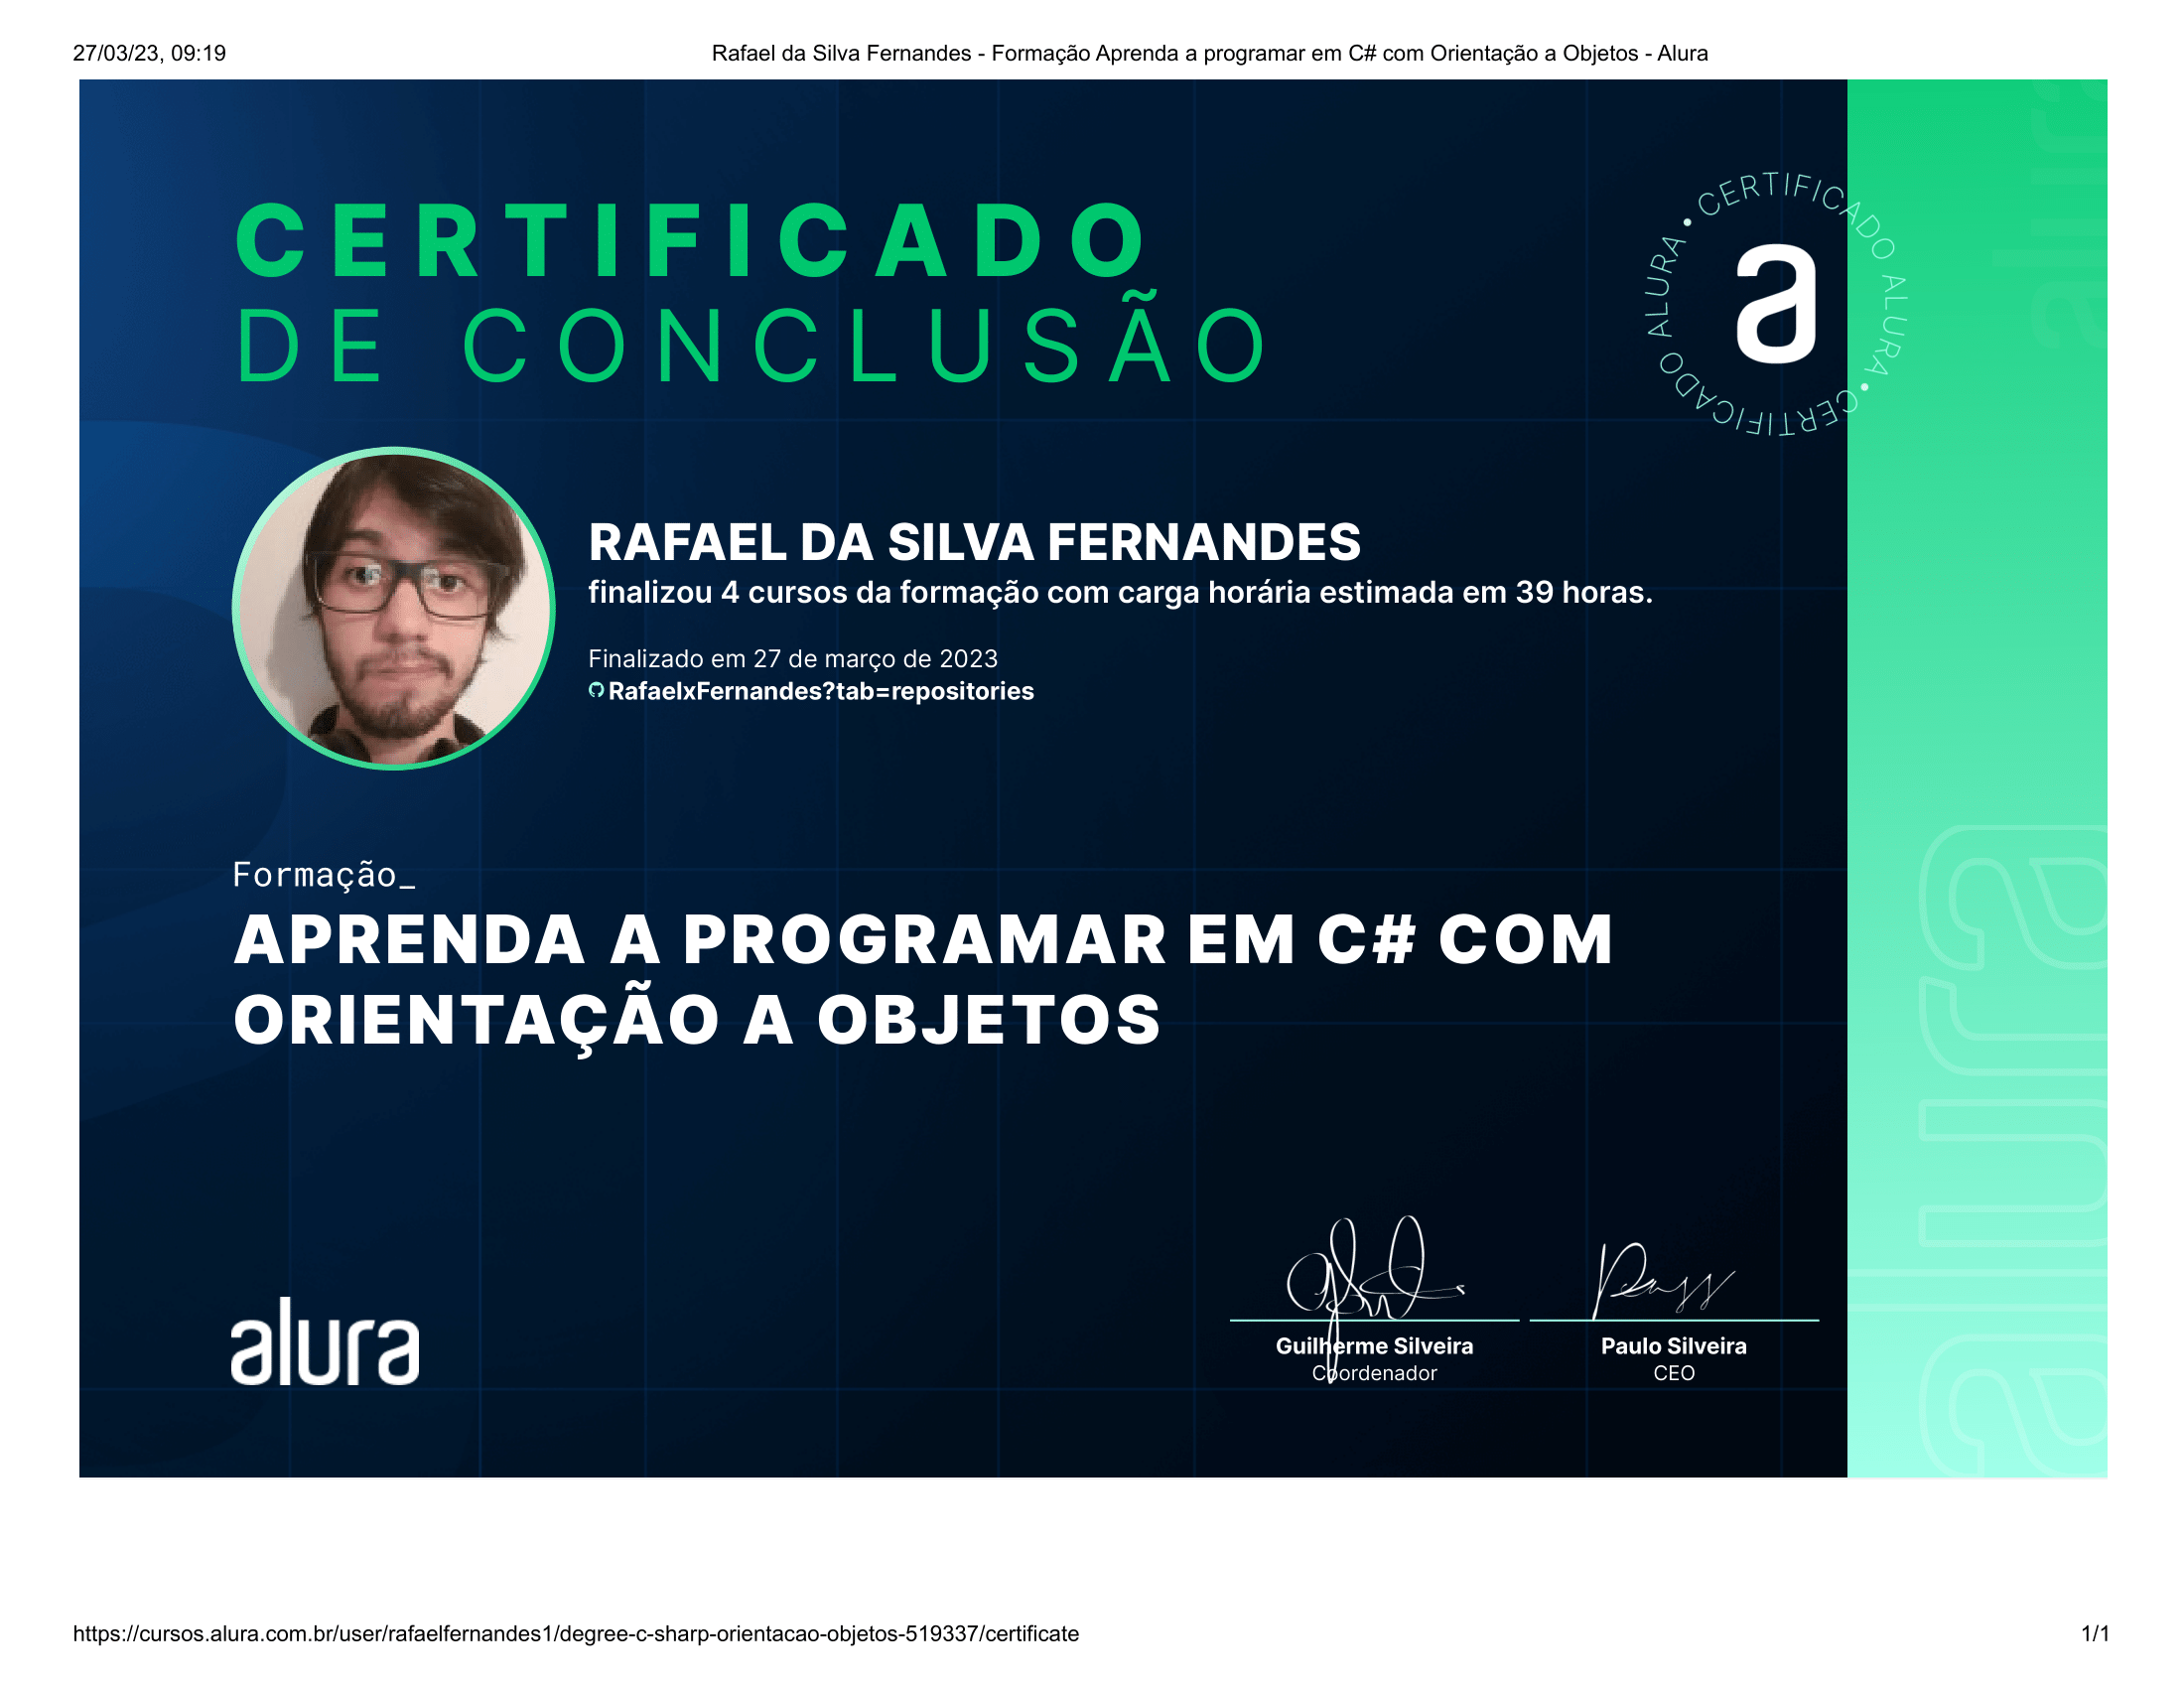 27/03/23, 09:19
Rafael da Silva Fernandes - Formação Aprenda a programar em C# com Orientação a Objetos - Alura
CERTIFICADO
DE CONCLUSÃO
CERTIFICADO ALURA • CERTIFICADO ALURA •
a
RAFAEL DA SILVA FERNANDES
finalizou 4 cursos da formação com carga horária estimada em 39 horas.
Finalizado em 27 de março de 2023
RafaelxFernandes?tab=repositories
Formação_
APRENDA A PROGRAMAR EM C# COM
ORIENTAÇÃO A OBJETOS
alura
Guilherme Silveira
Coordenador
Paulo Silveira
CEO
alura
alura
https://cursos.alura.com.br/user/rafaelfernandes1/degree-c-sharp-orientacao-objetos-519337/certificate
1/1